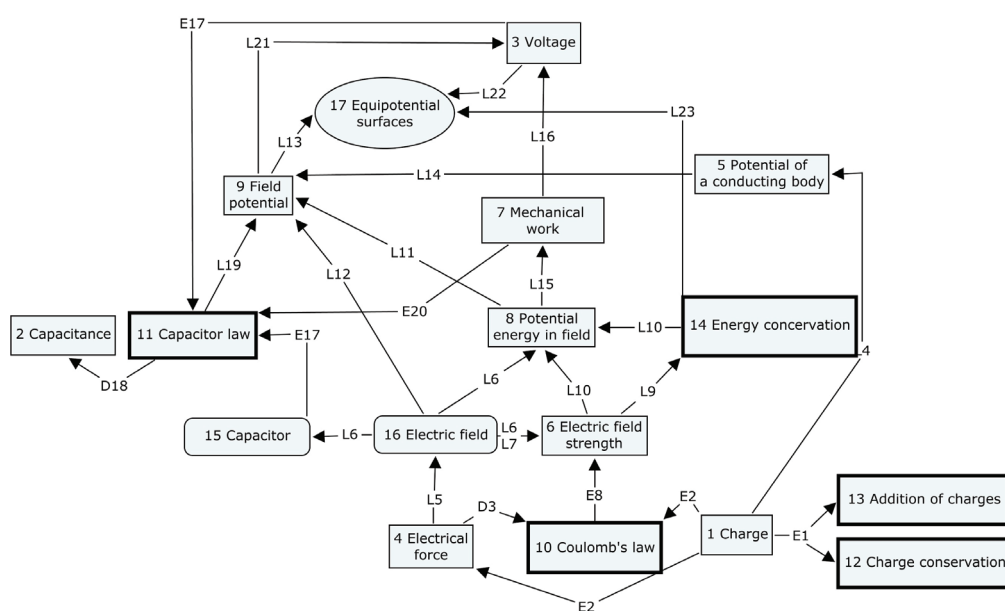 E17
L21
3 Voltage
L22
17 Equipotential
surfaces
L23
L13
L16
5 Potential of
a conducting body
L14
9 Field
potential
7 Mechanical
work
L11
L19
L12
L15
E20
2 Capacitance
11 Capacitor law
E17
8 Potential
energy in field
L10
14 Energy concervation
L4
D18
L6
L10
L9
15 Capacitor
L6
16 Electric field
L6
L7
6 Electric field
strength
L5
D3
E8
E2
13 Addition of charges
4 Electrical
force
10 Coulomb's law
1 Charge
E1
12 Charge conservation
E2